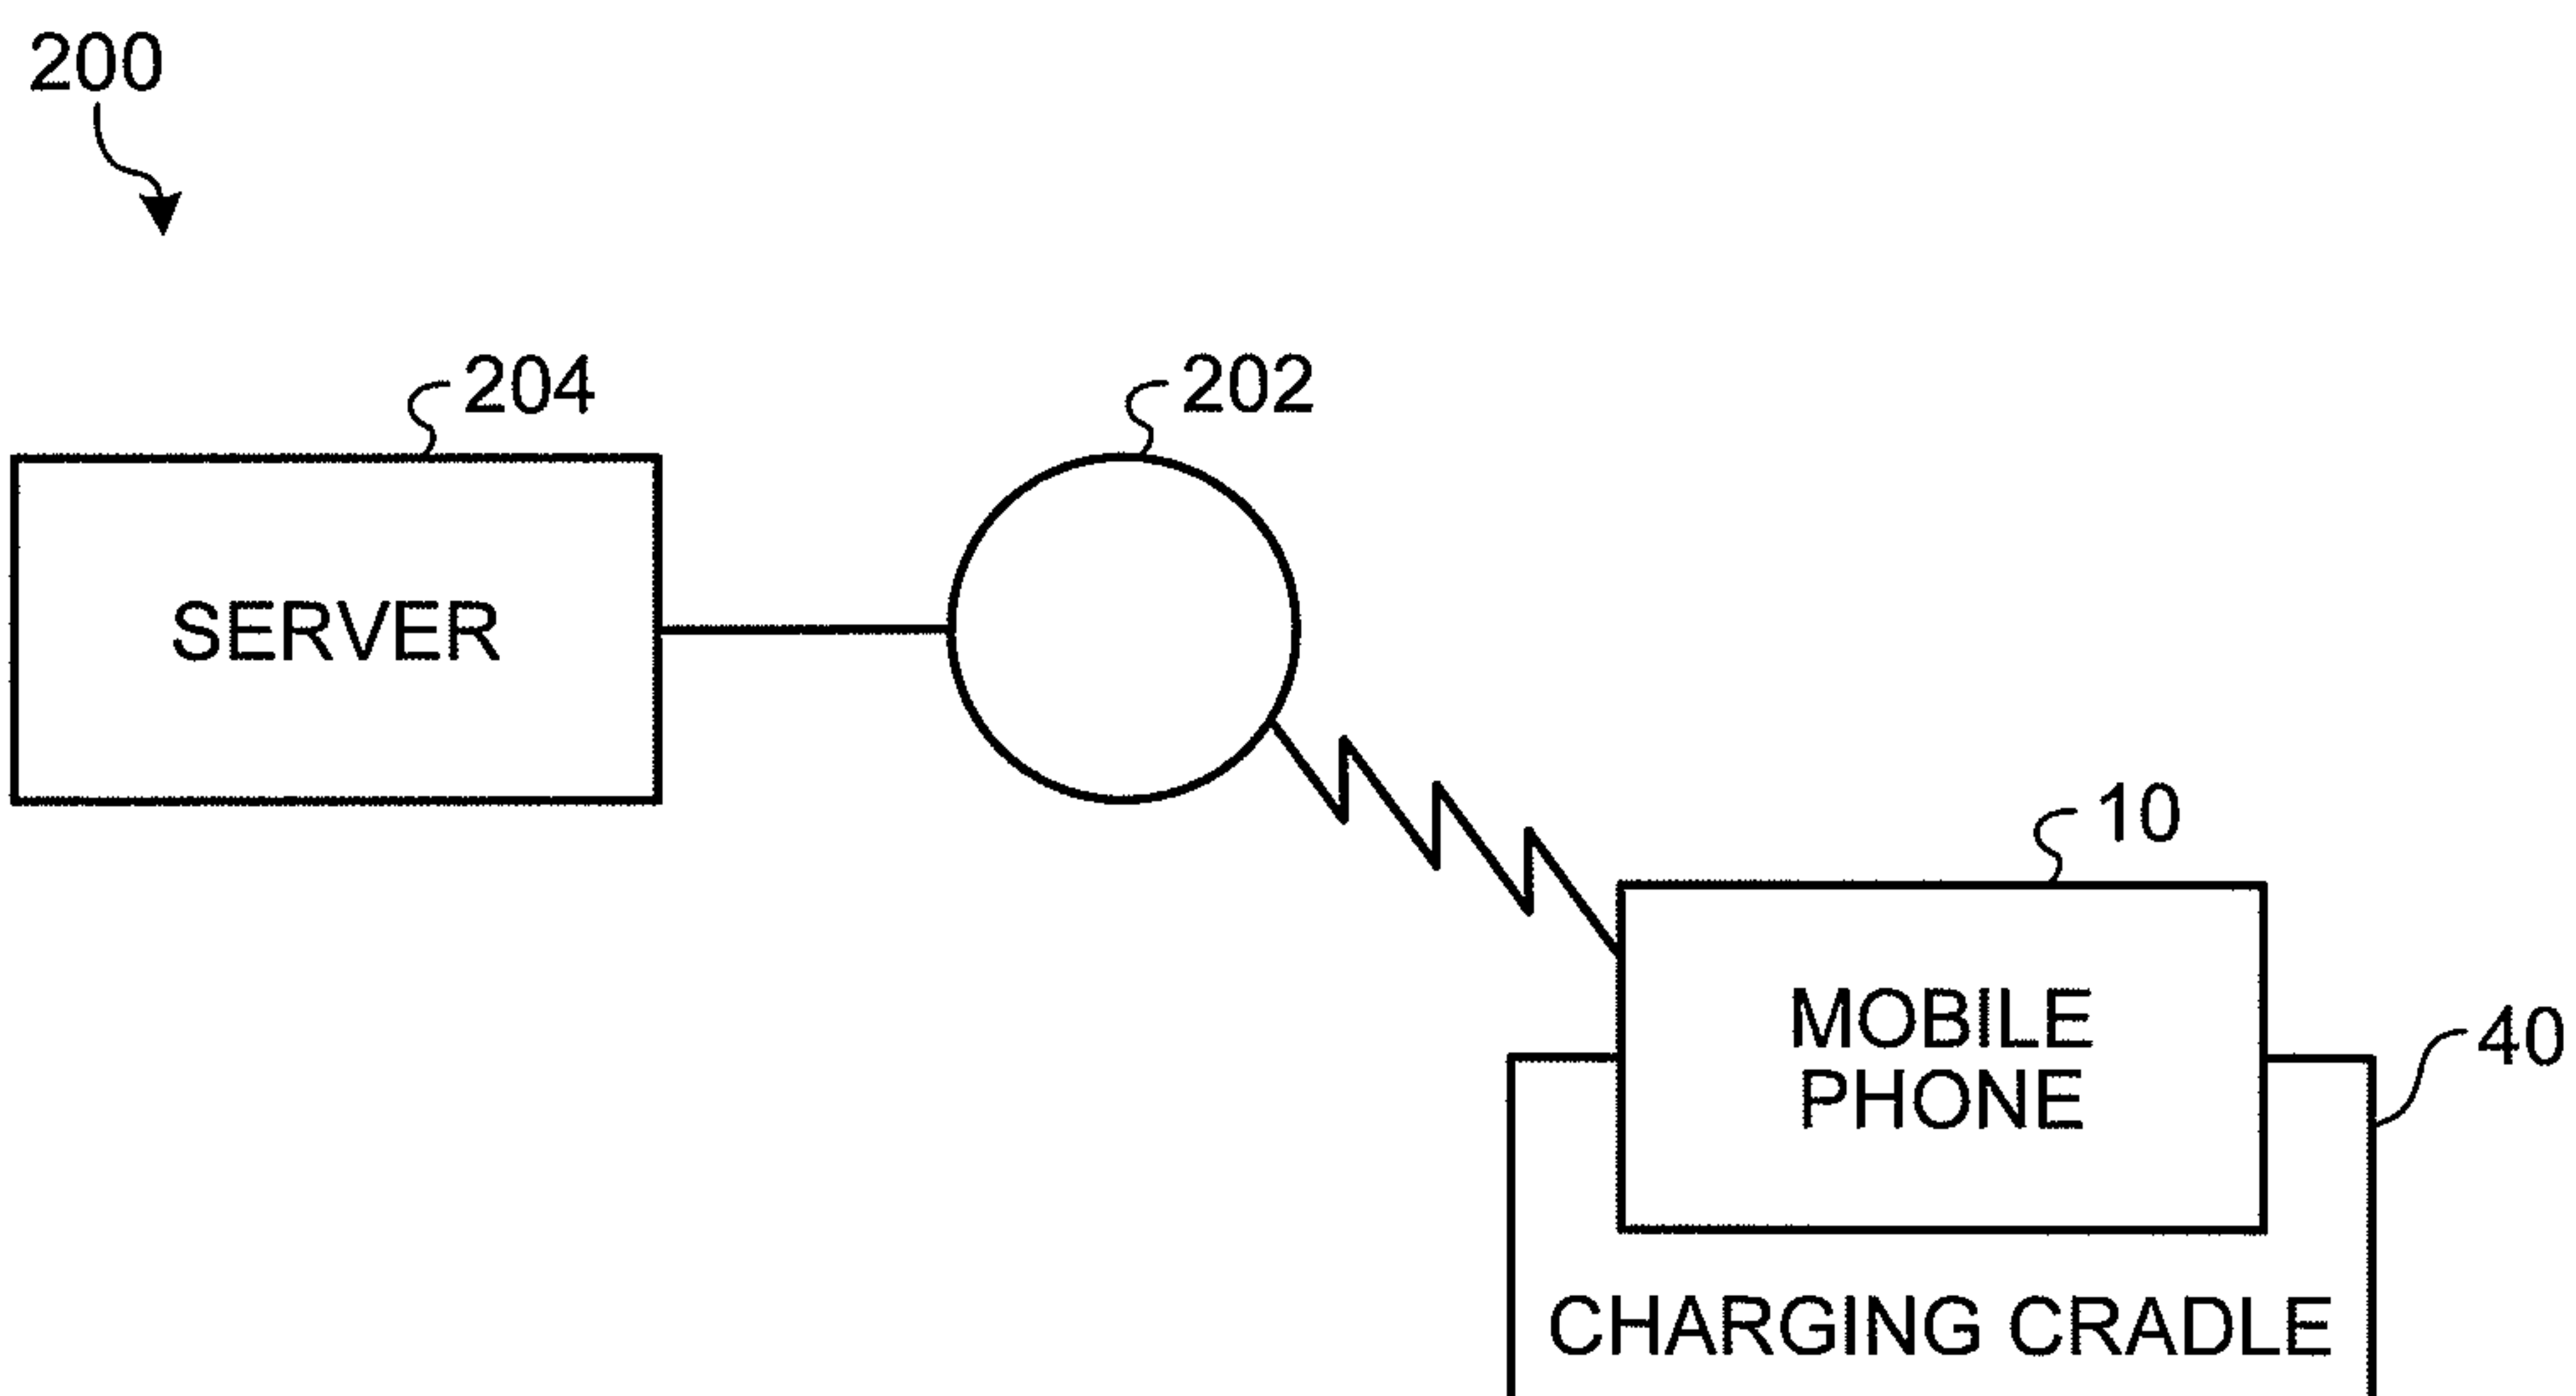 200
204
202
SERVER
10
MOBILE
PHONE
40
CHARGING CRADLE